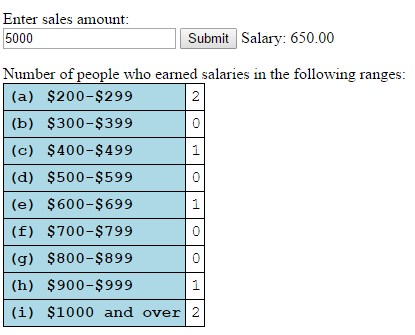 Enter sales amount:
5000 Submit Salary: 650.00
Number of people who earned salaries in the following ranges:
(a) $200-$299 2
(b) $300-$399 0
(c) $400-$499 1
(d) $500-$599 0
(e) $600-$699 1
(f) $700-$799 0
(g) $800-$899 0
(h) $900-$999 1
(i) $1000 and over 2